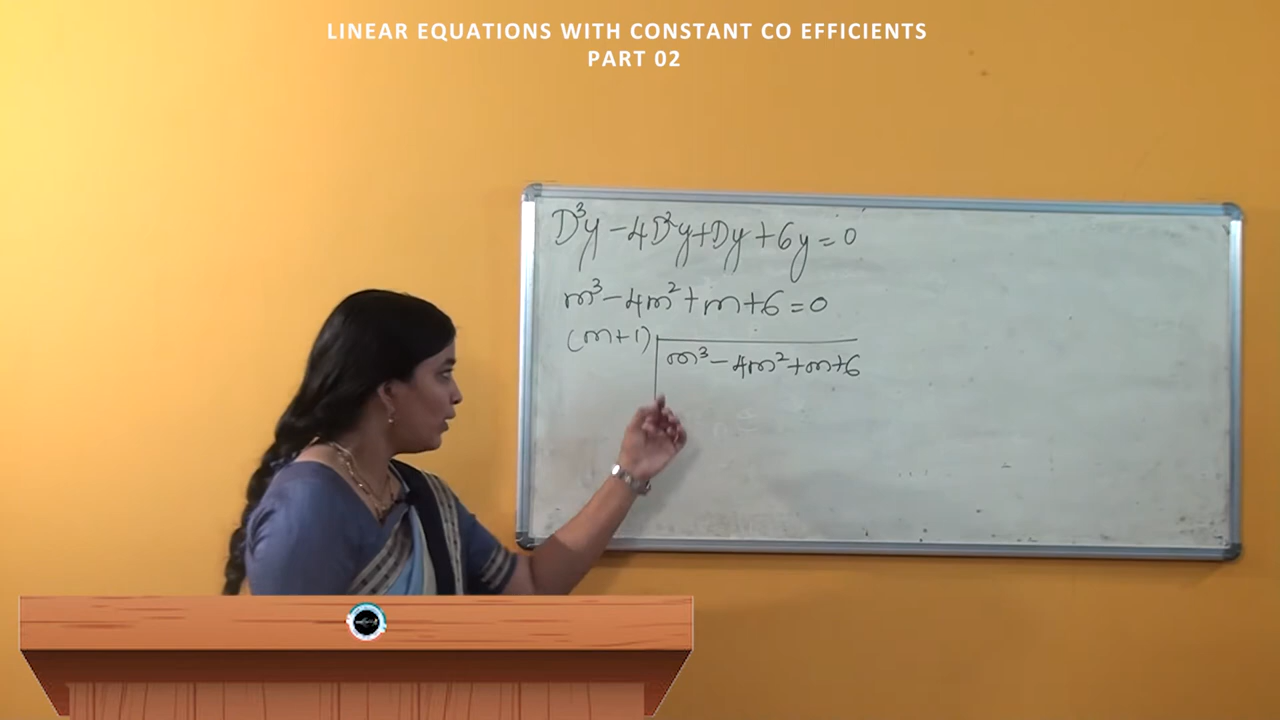 LINEAR EQUATIONS WITH CONSTANT CO EFFICIENTS
PART 02
D³y - 4D²y + Dy + 6y = 0
m³ - 4m² + m + 6 = 0
(m+1) m³ - 4m² + m + 6